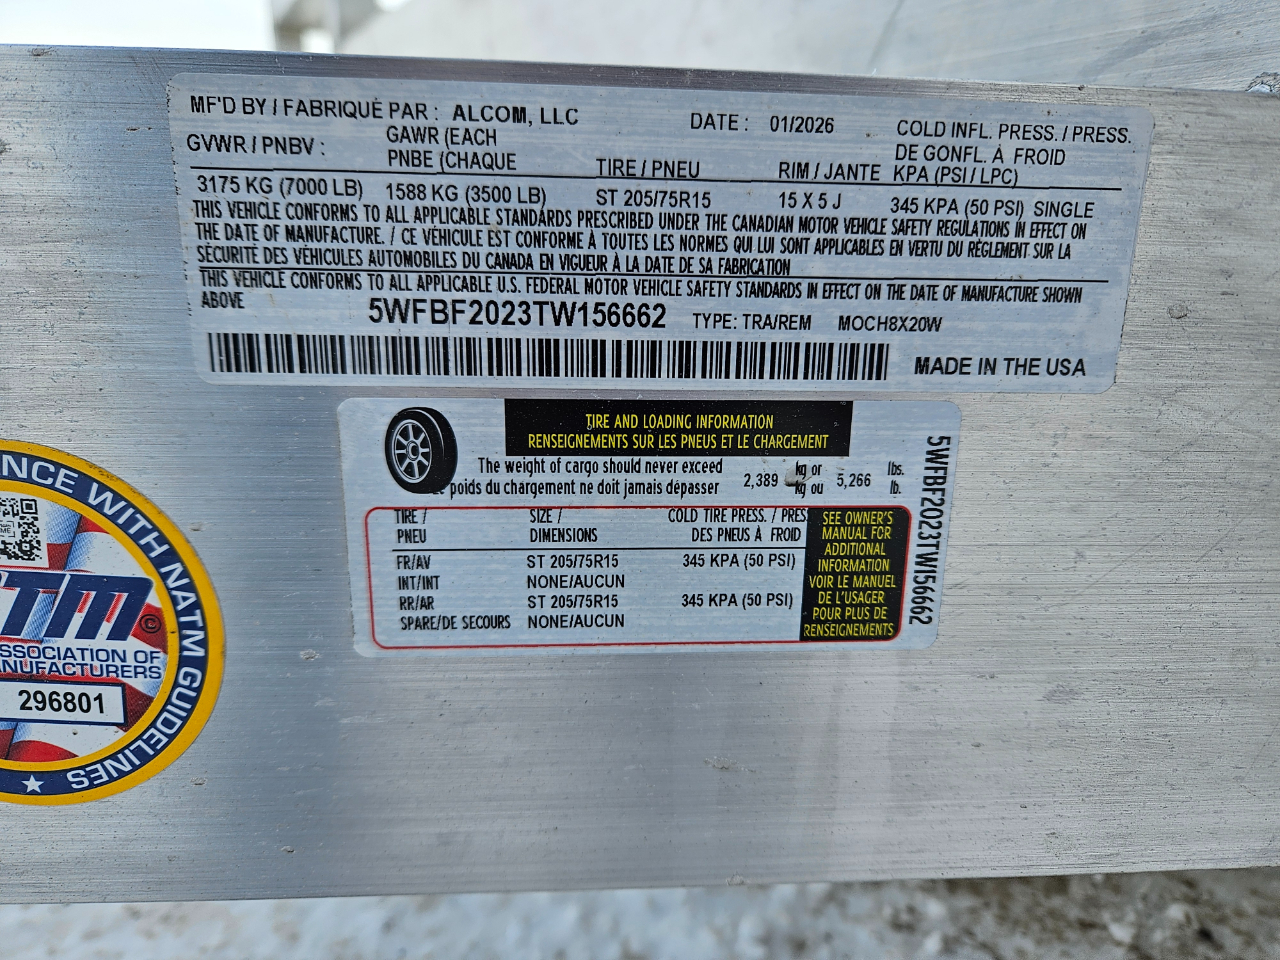 MF'D BY / FABRIQUÉ PAR : ALCOM, LLC
DATE : 01/2026
COLD INFL. PRESS. / PRESS.
DE GONFL. À FROID
KPA (PSI / LPC)
GVWR / PNBV :
GAWR (EACH
PNBE (CHAQUE
TIRE / PNEU
RIM / JANTE
3175 KG (7000 LB) 1588 KG (3500 LB) ST 205/75R15 15 X 5 J 345 KPA (50 PSI) SINGLE
THIS VEHICLE CONFORMS TO ALL APPLICABLE STANDARDS PRESCRIBED UNDER THE CANADIAN MOTOR VEHICLE SAFETY REGULATIONS IN EFFECT ON
THE DATE OF MANUFACTURE. / CE VÉHICULE EST CONFORME À TOUTES LES NORMES QUI LUI SONT APPLICABLES EN VERTU DU RÈGLEMENT SUR LA
SÉCURITÉ DES VÉHICULES AUTOMOBILES DU CANADA EN VIGUEUR À LA DATE DE SA FABRICATION
THIS VEHICLE CONFORMS TO ALL APPLICABLE U.S. FEDERAL MOTOR VEHICLE SAFETY STANDARDS IN EFFECT ON THE DATE OF MANUFACTURE SHOWN
ABOVE
5WFBF2023TW156662 TYPE: TRA/REM MOCH8X20W
MADE IN THE USA
TIRE AND LOADING INFORMATION
RENSEIGNEMENTS SUR LES PNEUS ET LE CHARGEMENT
The weight of cargo should never exceed
poids du chargement ne doit jamais dépasser
2,389 kg or
kg ou
5,266 lbs.
lb.
TIRE /
PNEU
SIZE /
DIMENSIONS
COLD TIRE PRESS. / PRES
DES PNEUS À FROID
FR/AV ST 205/75R15 345 KPA (50 PSI)
INT/INT NONE/AUCUN
RR/AR ST 205/75R15 345 KPA (50 PSI)
SPARE/DE SECOURS NONE/AUCUN
SEE OWNER'S
MANUAL FOR
ADDITIONAL
INFORMATION
VOIR LE MANUEL
DE L'USAGER
POUR PLUS DE
RENSEIGNEMENTS
5WFBF2023TW156662
NCE WITH NATM GUIDELINES
TM ©
SSOCIATION OF
ANUFACTURERS
296801